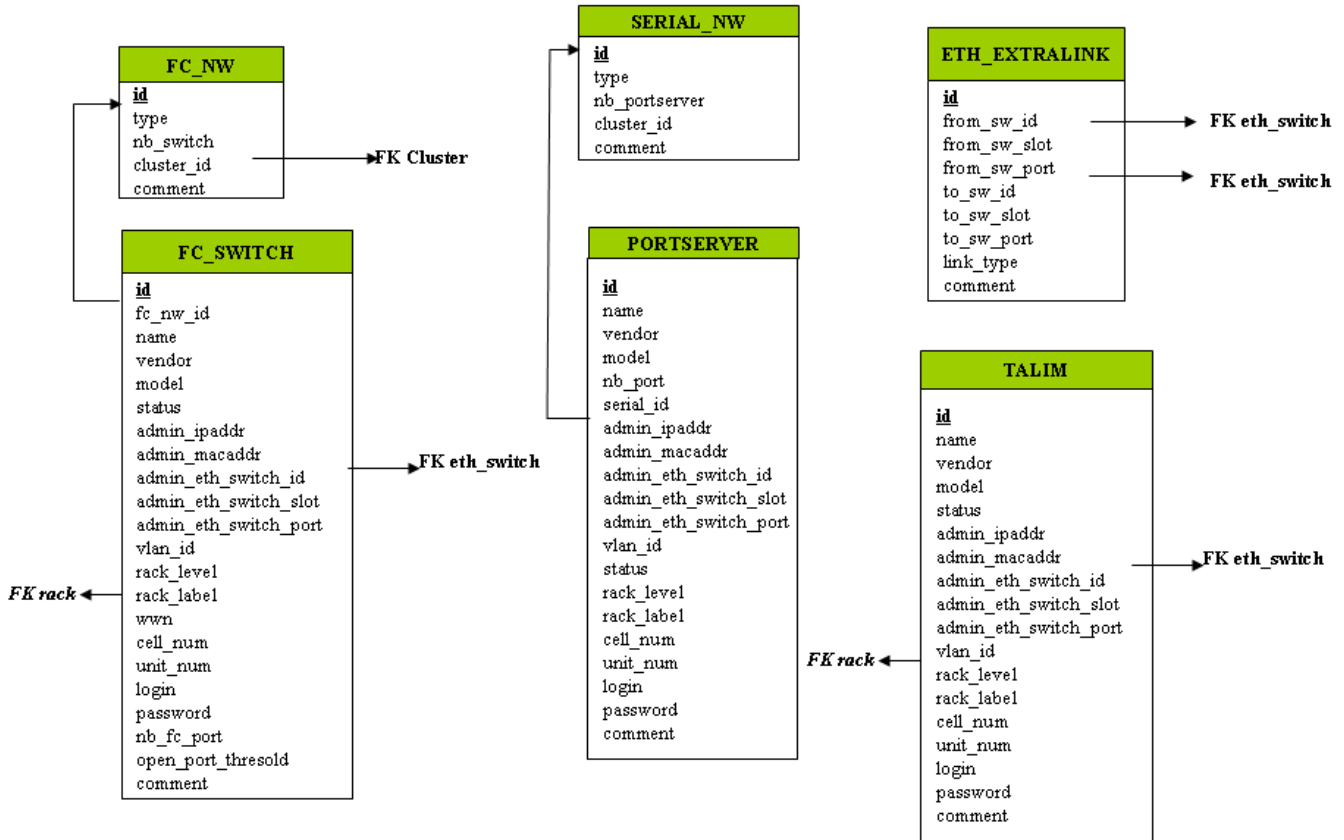 FC_NW
id
type
nb_switch
cluster_id
comment
FK Cluster
FC_SWITCH
id
fc_nw_id
name
vendor
model
status
admin_ipaddr
admin_macaddr
admin_eth_switch_id
admin_eth_switch_slot
admin_eth_switch_port
vlan_id
rack_level
rack_label
wwn
cell_num
unit_num
login
password
nb_fc_port
open_port_thresold
comment
FK eth_switch
FK rack
SERIAL_NW
id
type
nb_portserver
cluster_id
comment
PORTSERVER
id
name
vendor
model
nb_port
serial_id
admin_ipaddr
admin_macaddr
admin_eth_switch_id
admin_eth_switch_slot
admin_eth_switch_port
vlan_id
status
rack_level
rack_label
cell_num
unit_num
login
password
comment
ETH_EXTRALINK
id
from_sw_id
from_sw_slot
from_sw_port
to_sw_id
to_sw_slot
to_sw_port
link_type
comment
FK eth_switch
FK eth_switch
TALIM
id
name
vendor
model
status
admin_ipaddr
admin_macaddr
admin_eth_switch_id
admin_eth_switch_slot
admin_eth_switch_port
vlan_id
rack_level
rack_label
cell_num
unit_num
login
password
comment
FK eth_switch
FK rack